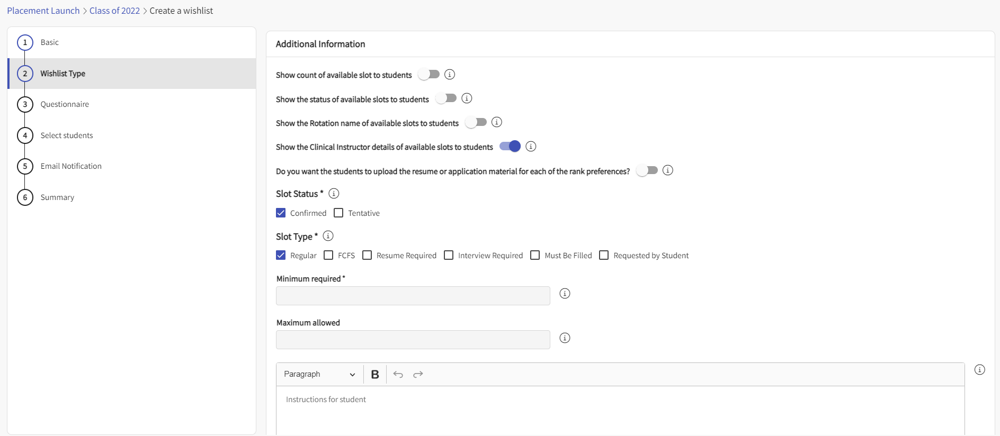 Placement Launch > Class of 2022 > Create a wishlist
1 Basic
2 Wishlist Type
3 Questionnaire
4 Select students
5 Email Notification
6 Summary
Additional Information
Show count of available slot to students
Show the status of available slots to students
Show the Rotation name of available slots to students
Show the Clinical Instructor details of available slots to students
Do you want the students to upload the resume or application material for each of the rank preferences?
Slot Status *
Confirmed Tentative
Slot Type *
Regular FCFS Resume Required Interview Required Must Be Filled Requested by Student
Minimum required *
Maximum allowed
Paragraph B
Instructions for student